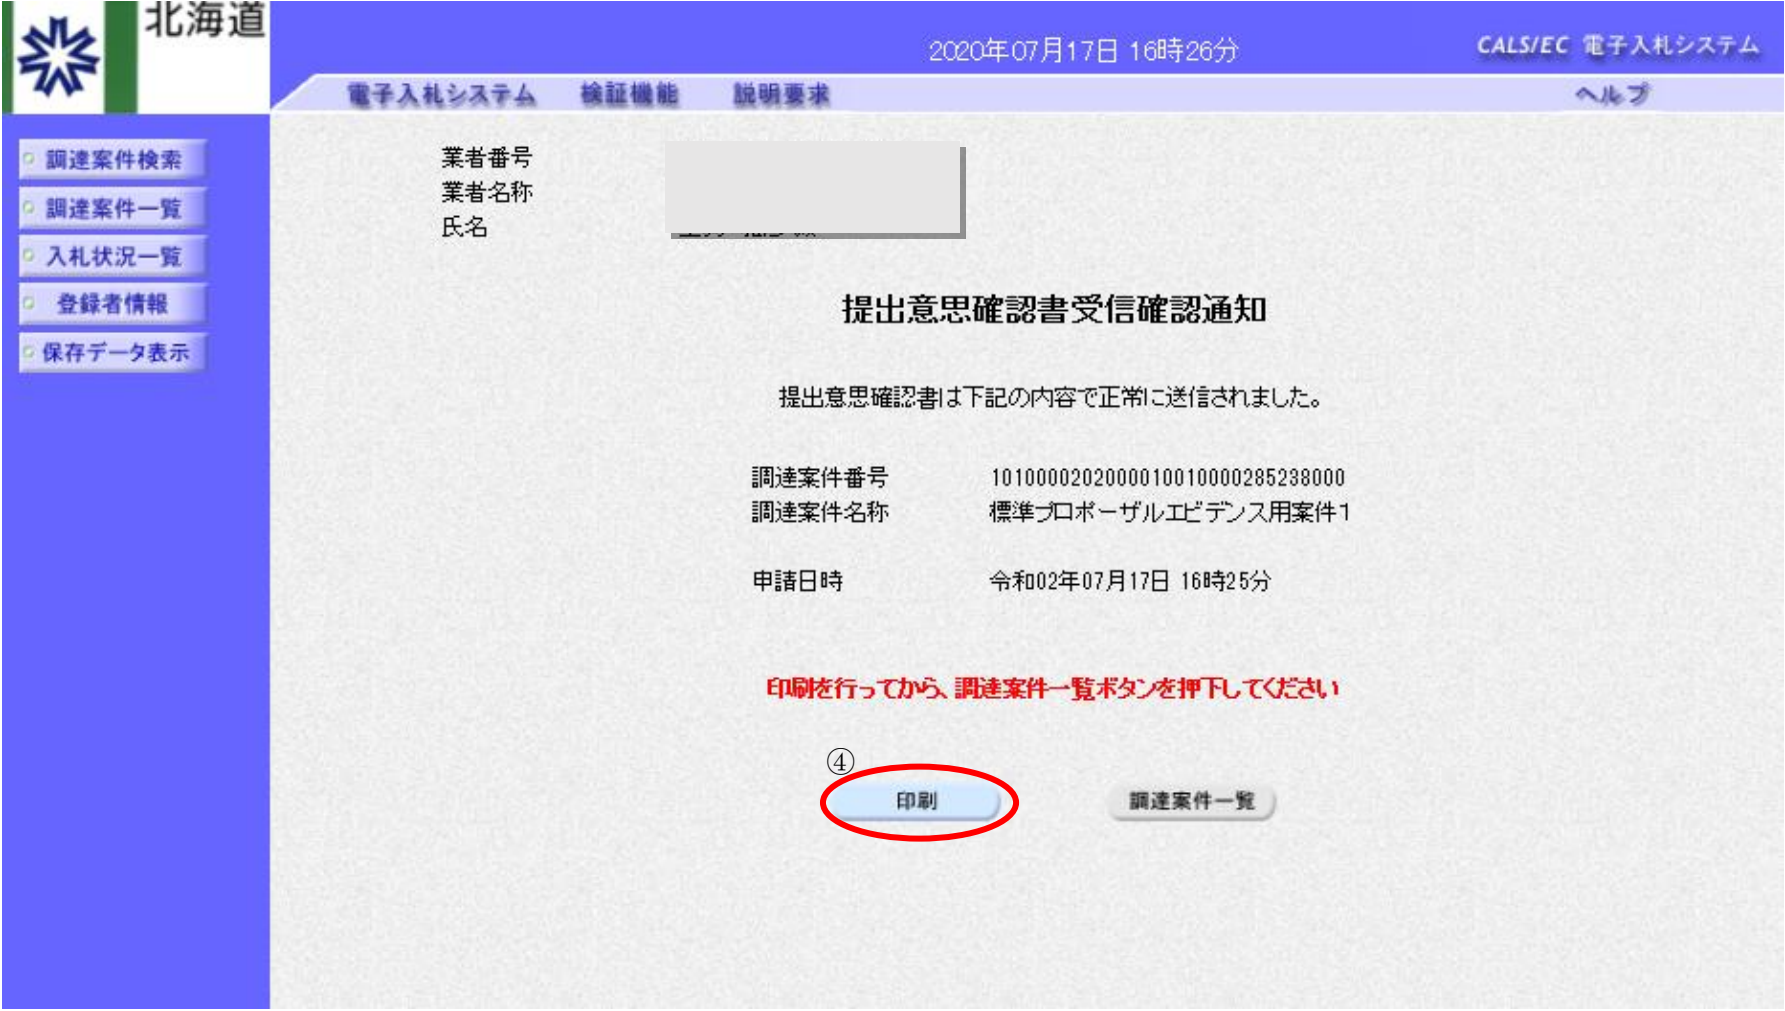 北海道
2020年07月17日 16時26分
CALS/EC 電子入札システム
電子入札システム 検証機能 説明要求 ヘルプ
調達案件検索
調達案件一覧
入札状況一覧
登録者情報
保存データ表示
業者番号
業者名称
氏名
提出意思確認書受信確認通知
提出意思確認書は下記の内容で正常に送信されました。
調達案件番号 1010000202000010010000285238000
調達案件名称 標準プロポーザルエビデンス用案件1
申請日時 令和02年07月17日 16時25分
印刷を行ってから、調達案件一覧ボタンを押下してください
④
印刷 調達案件一覧